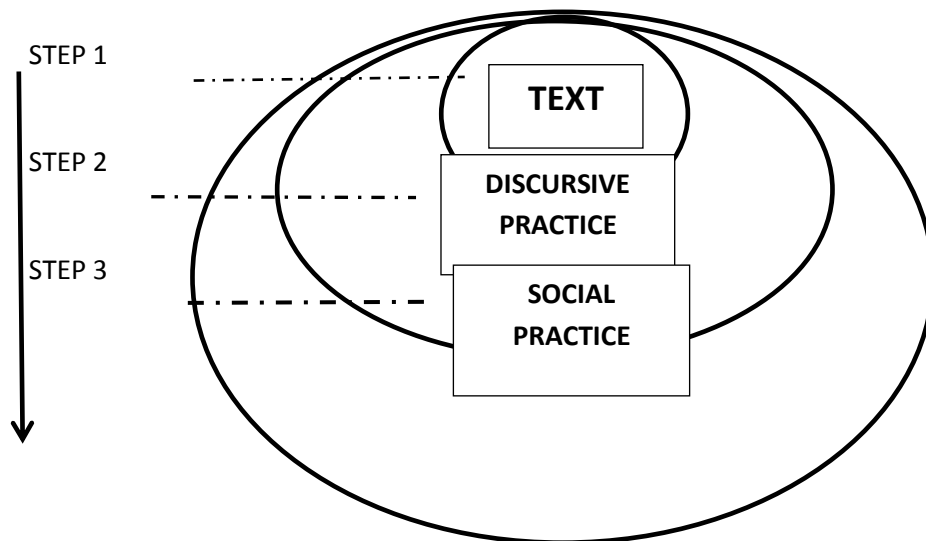 STEP 1
TEXT
STEP 2
DISCURSIVE
PRACTICE
STEP 3
SOCIAL
PRACTICE